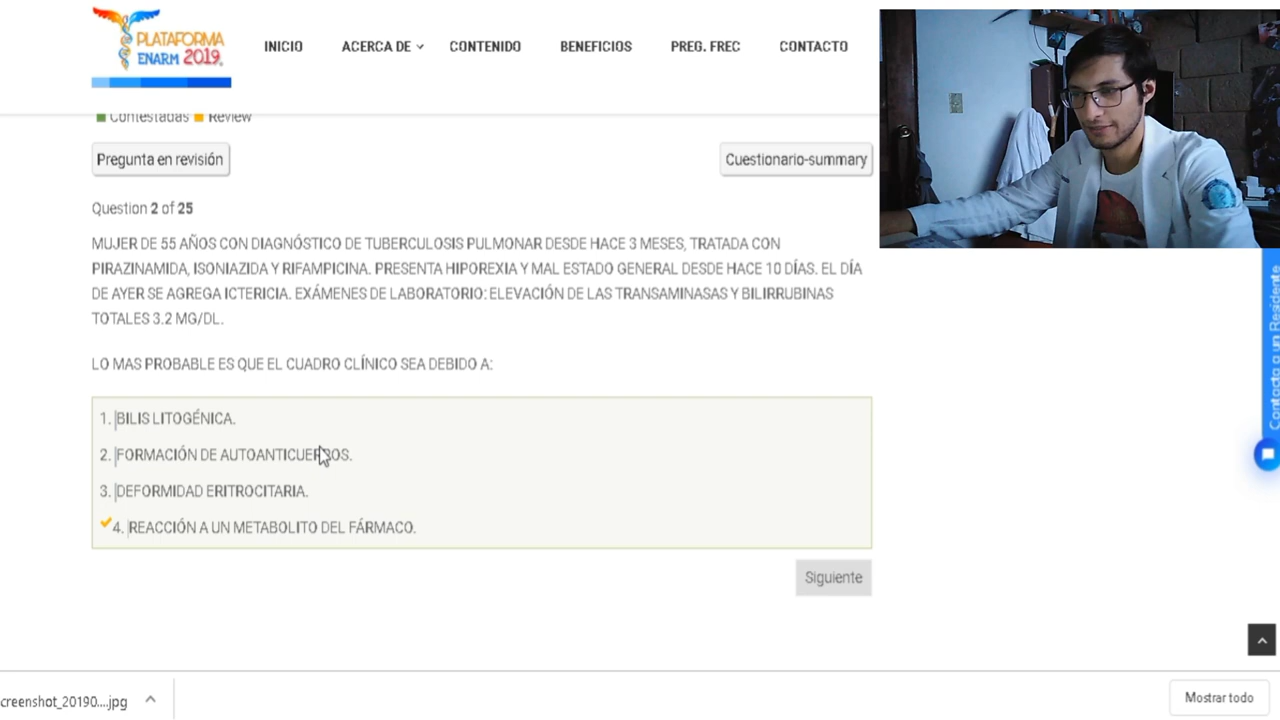 PLATAFORMA
ENARM 2019
INICIO
ACERCA DE
CONTENIDO
BENEFICIOS
PREG. FREC
CONTACTO
Contestadas Review
Pregunta en revisión
Cuestionario-summary
Question 2 of 25
MUJER DE 55 AÑOS CON DIAGNÓSTICO DE TUBERCULOSIS PULMONAR DESDE HACE 3 MESES, TRATADA CON
PIRAZINAMIDA, ISONIAZIDA Y RIFAMPICINA. PRESENTA HIPOREXIA Y MAL ESTADO GENERAL DESDE HACE 10 DÍAS. EL DÍA
DE AYER SE AGREGA ICTERICIA. EXÁMENES DE LABORATORIO: ELEVACIÓN DE LAS TRANSAMINASAS Y BILIRRUBINAS
TOTALES 3.2 MG/DL.
LO MAS PROBABLE ES QUE EL CUADRO CLÍNICO SEA DEBIDO A:
1. BILIS LITOGÉNICA.
2. FORMACIÓN DE AUTOANTICUERPOS.
3. DEFORMIDAD ERITROCITARIA.
4. REACCIÓN A UN METABOLITO DEL FÁRMACO.
Siguiente
Contacta a un Residente
creenshot_20190....jpg
Mostrar todo